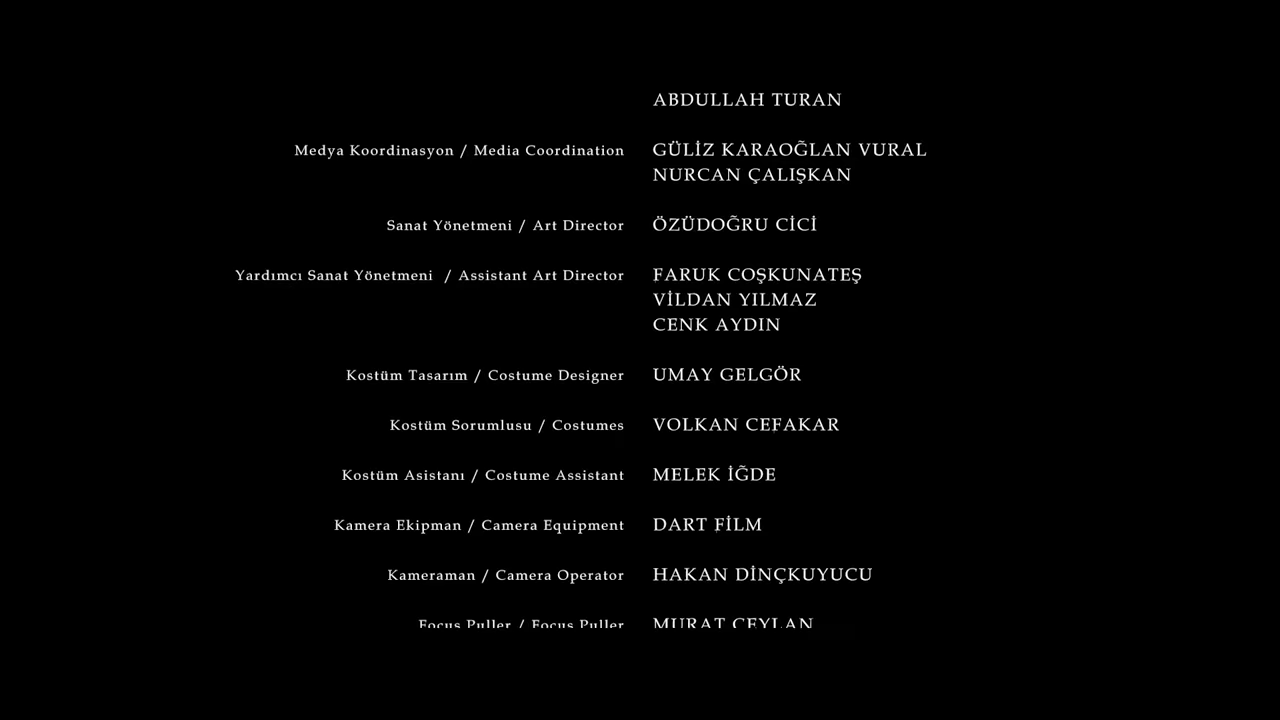 ABDULLAH TURAN
Medya Koordinasyon / Media Coordination GÜLİZ KARAOĞLAN VURAL
NURCAN ÇALIŞKAN
Sanat Yönetmeni / Art Director ÖZÜDOĞRU CİCİ
Yardımcı Sanat Yönetmeni / Assistant Art Director FARUK COŞKUNATEŞ
VİLDAN YILMAZ
CENK AYDIN
Kostüm Tasarım / Costume Designer UMAY GELGÖR
Kostüm Sorumlusu / Costumes VOLKAN CEFAKAR
Kostüm Asistanı / Costume Assistant MELEK İĞDE
Kamera Ekipman / Camera Equipment DART FİLM
Kameraman / Camera Operator HAKAN DİNÇKUYUCU
Focus Puller / Focus Puller MURAT CEYLAN